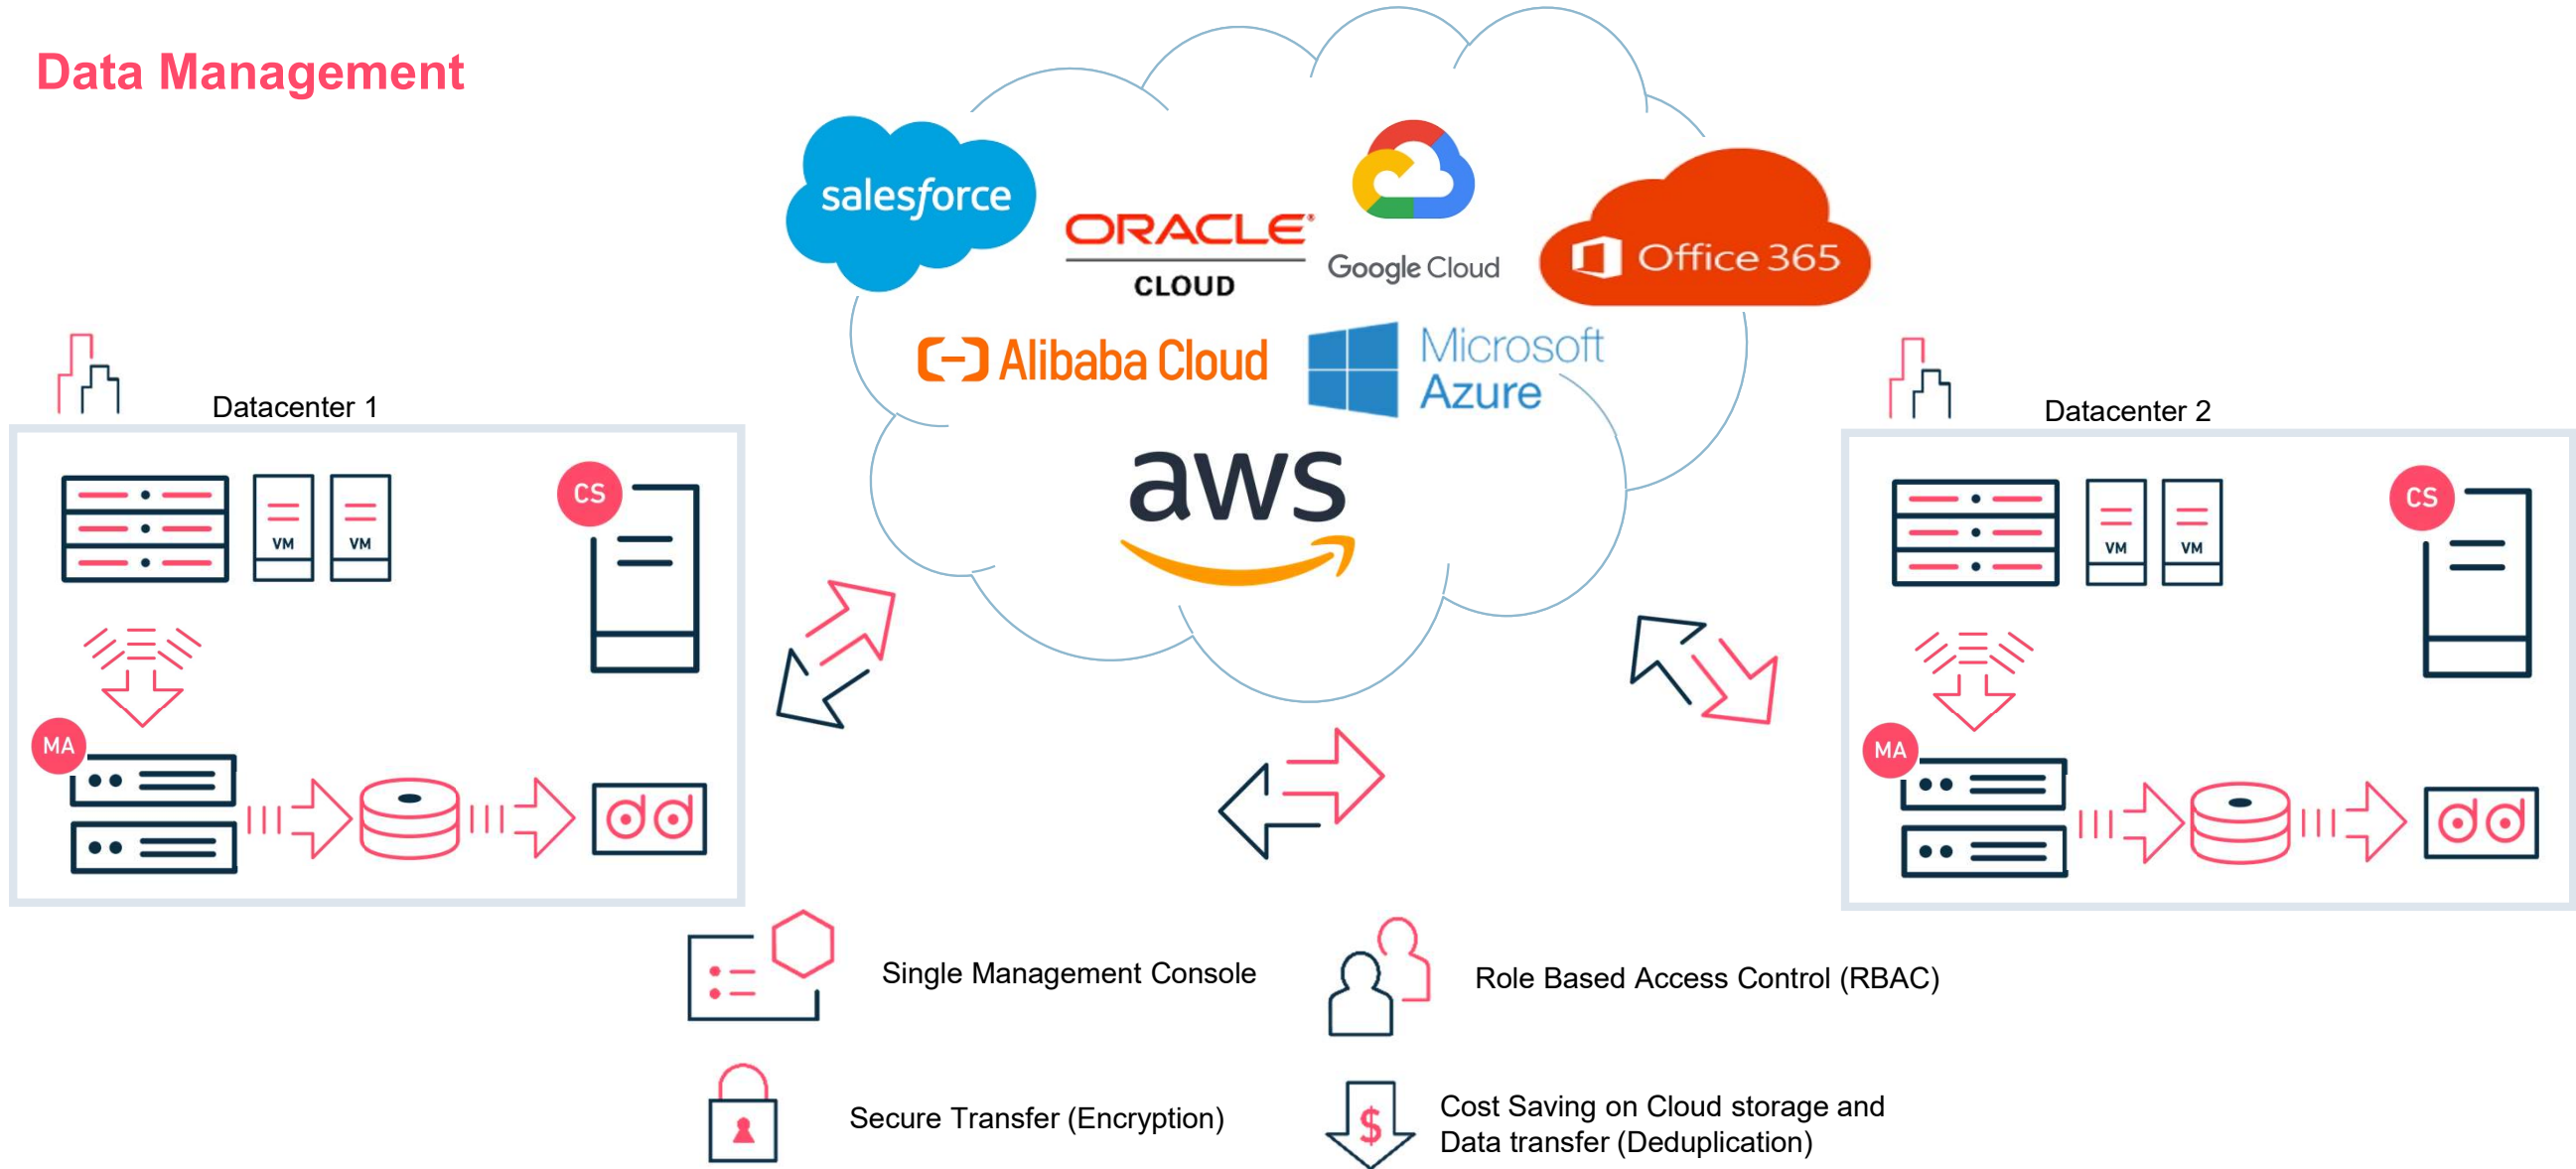 Data Management
salesforce
ORACLE®
CLOUD
Google Cloud
Office 365
Alibaba Cloud
Microsoft
Azure
aws
Datacenter 1
CS
VM
VM
MA
Datacenter 2
CS
VM
VM
MA
Single Management Console
Role Based Access Control (RBAC)
Secure Transfer (Encryption)
$
Cost Saving on Cloud storage and
Data transfer (Deduplication)